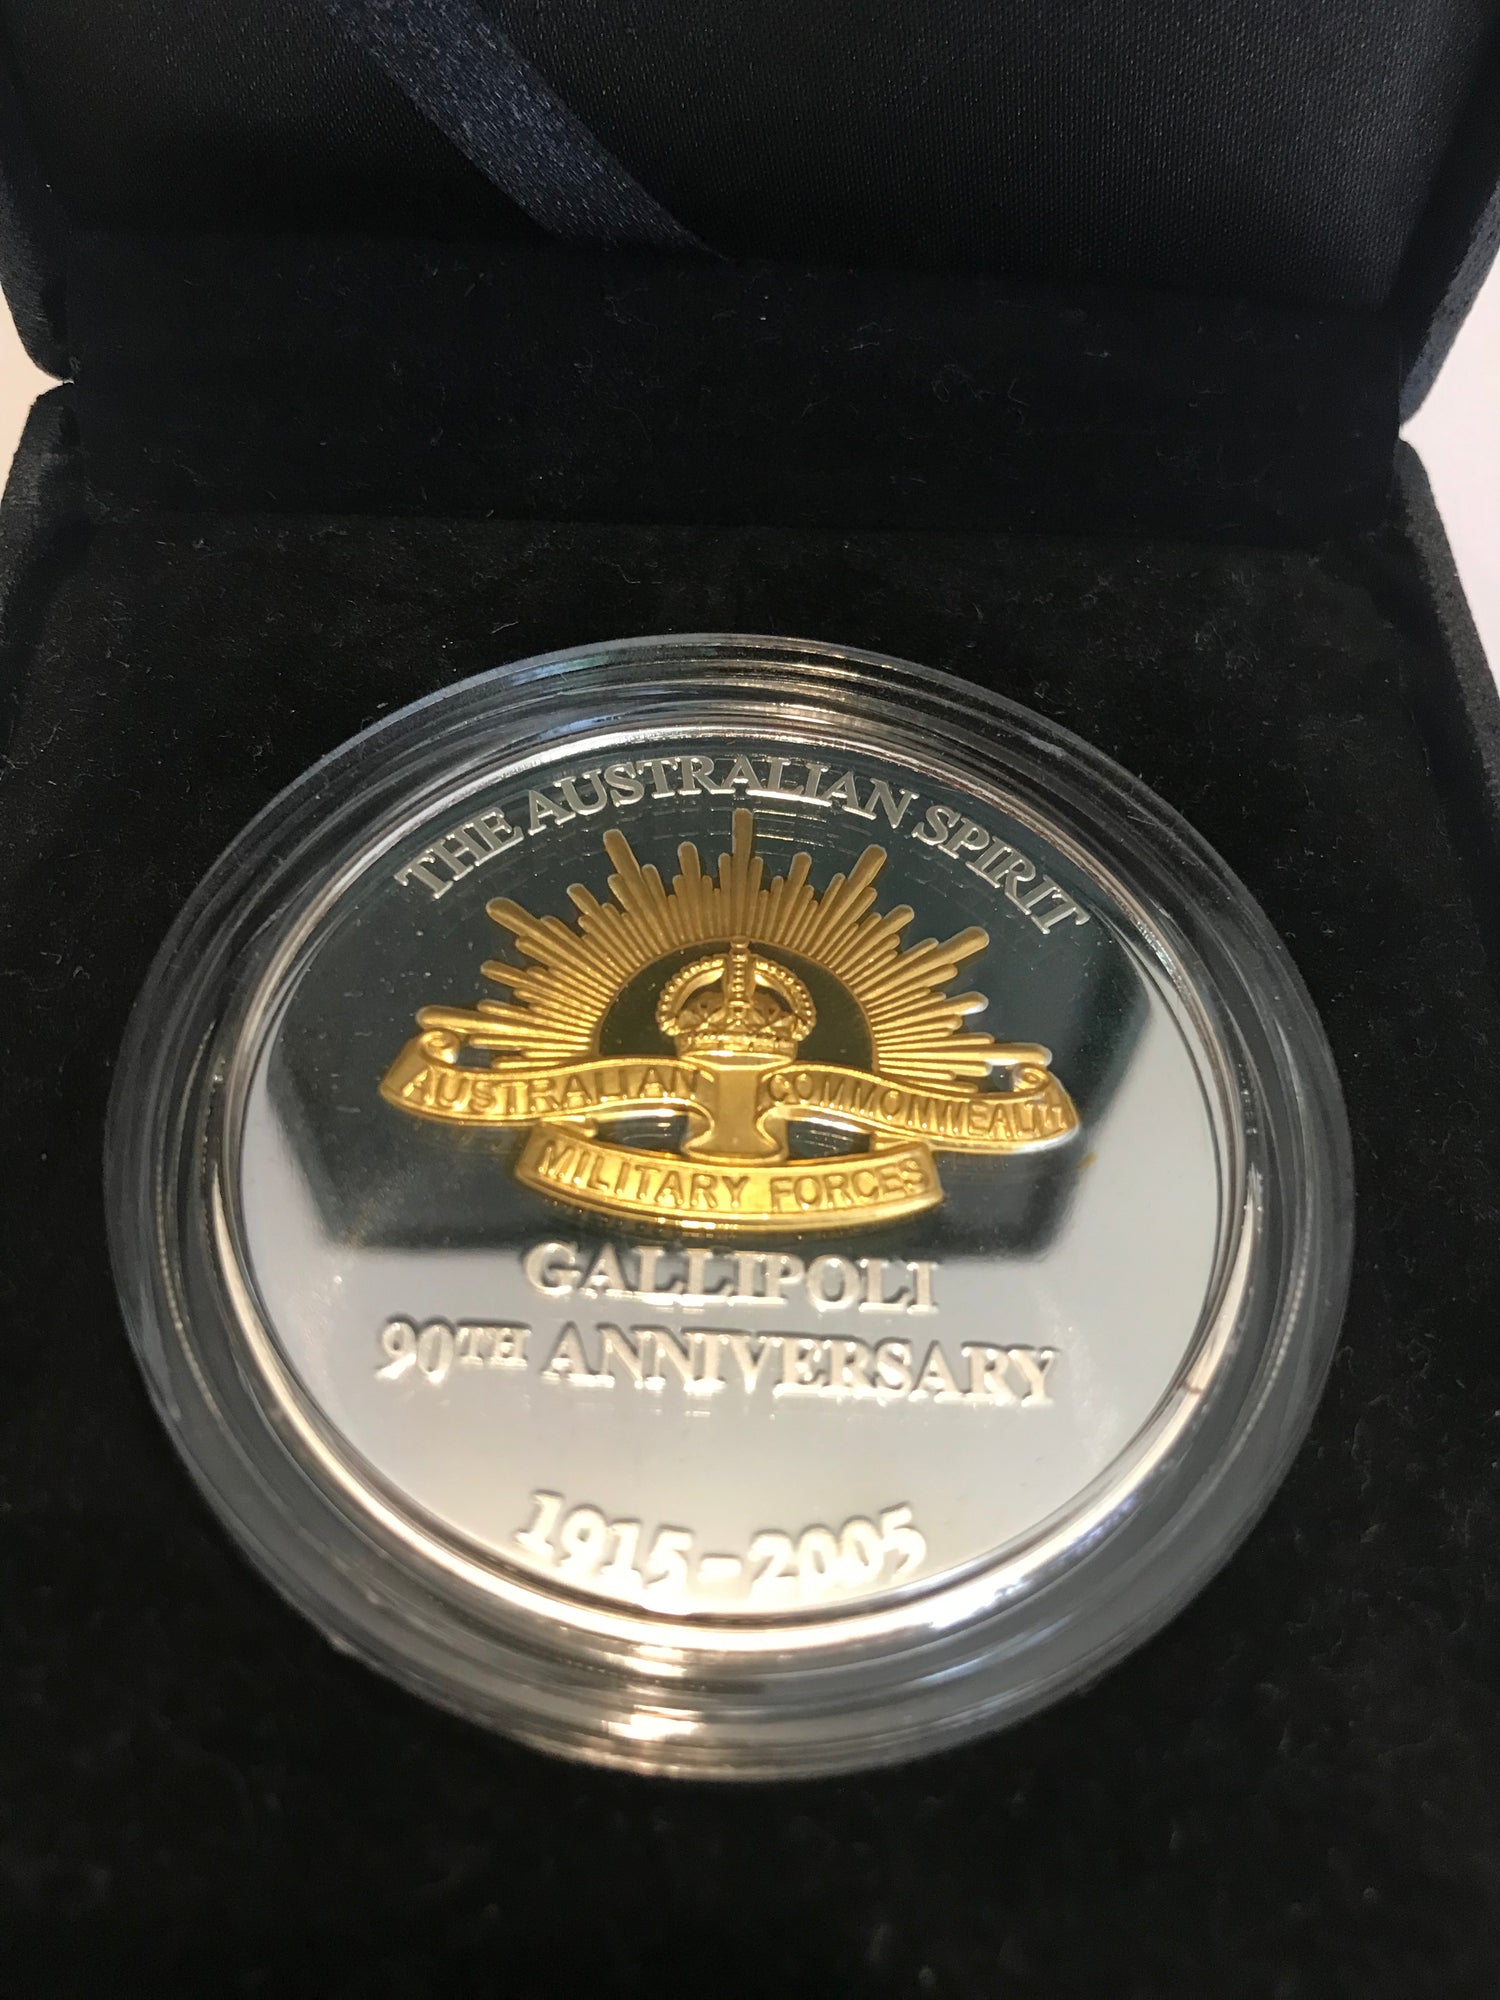 THE AUSTRALIAN SPIRIT
AUSTRALIAN COMMONWEALTH
MILITARY FORCES
GALLIPOLI
90TH ANNIVERSARY
1915-2005